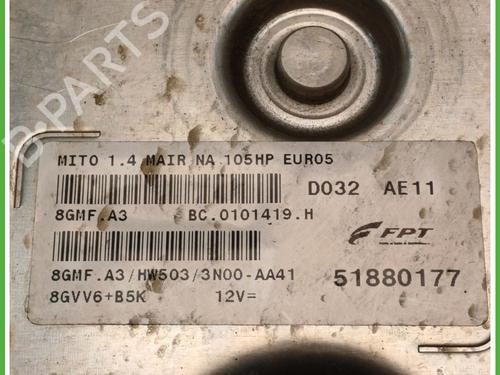 B-PARTS
MITO 1.4 MAIR NA 105HP EURO5
D032 AE11
8GMF.A3 BC.0101419.H
FPT
8GMF.A3/HW503/3N00-AA41
51880177
8GVV6+B5K 12V=